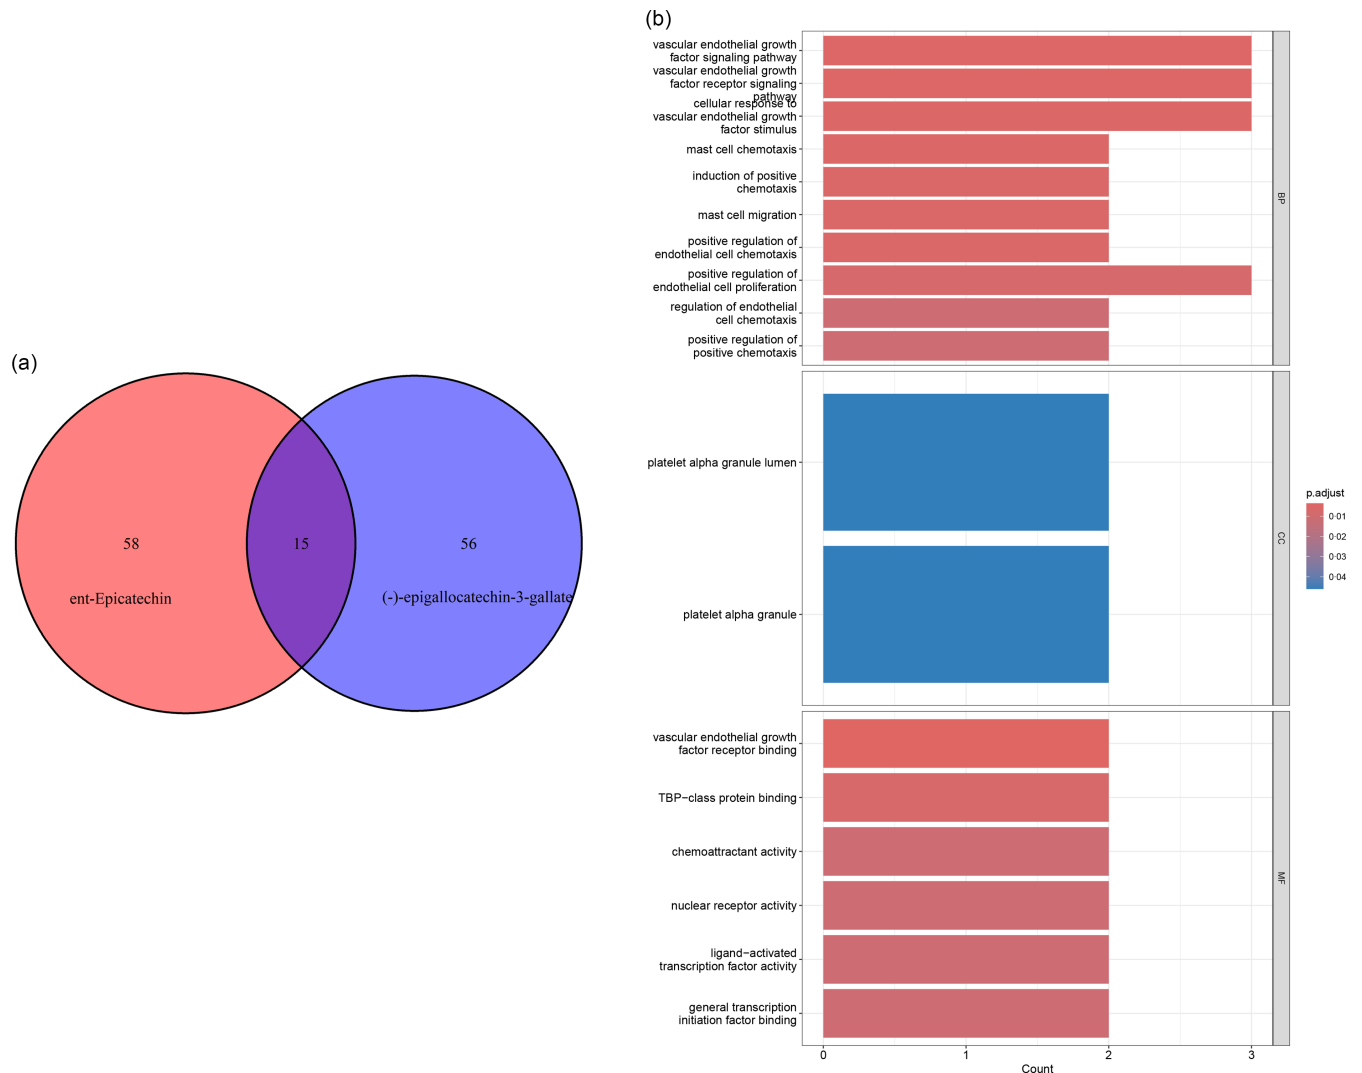 (a)
58
15
56
ent-Epicatechin
(-)-epigallocatechin-3-gallate
(b)
vascular endothelial growth
factor signaling pathway
vascular endothelial growth
factor receptor signaling
pathway
cellular response to
vascular endothelial growth
factor stimulus
mast cell chemotaxis
induction of positive
chemotaxis
mast cell migration
positive regulation of
endothelial cell chemotaxis
positive regulation of
endothelial cell proliferation
regulation of endothelial
cell chemotaxis
positive regulation of
positive chemotaxis
BP
platelet alpha granule lumen
platelet alpha granule
CC
vascular endothelial growth
factor receptor binding
TBP−class protein binding
chemoattractant activity
nuclear receptor activity
ligand−activated
transcription factor activity
general transcription
initiation factor binding
MF
0 1 2 3
Count
p.adjust
0·01
0·02
0·03
0·04